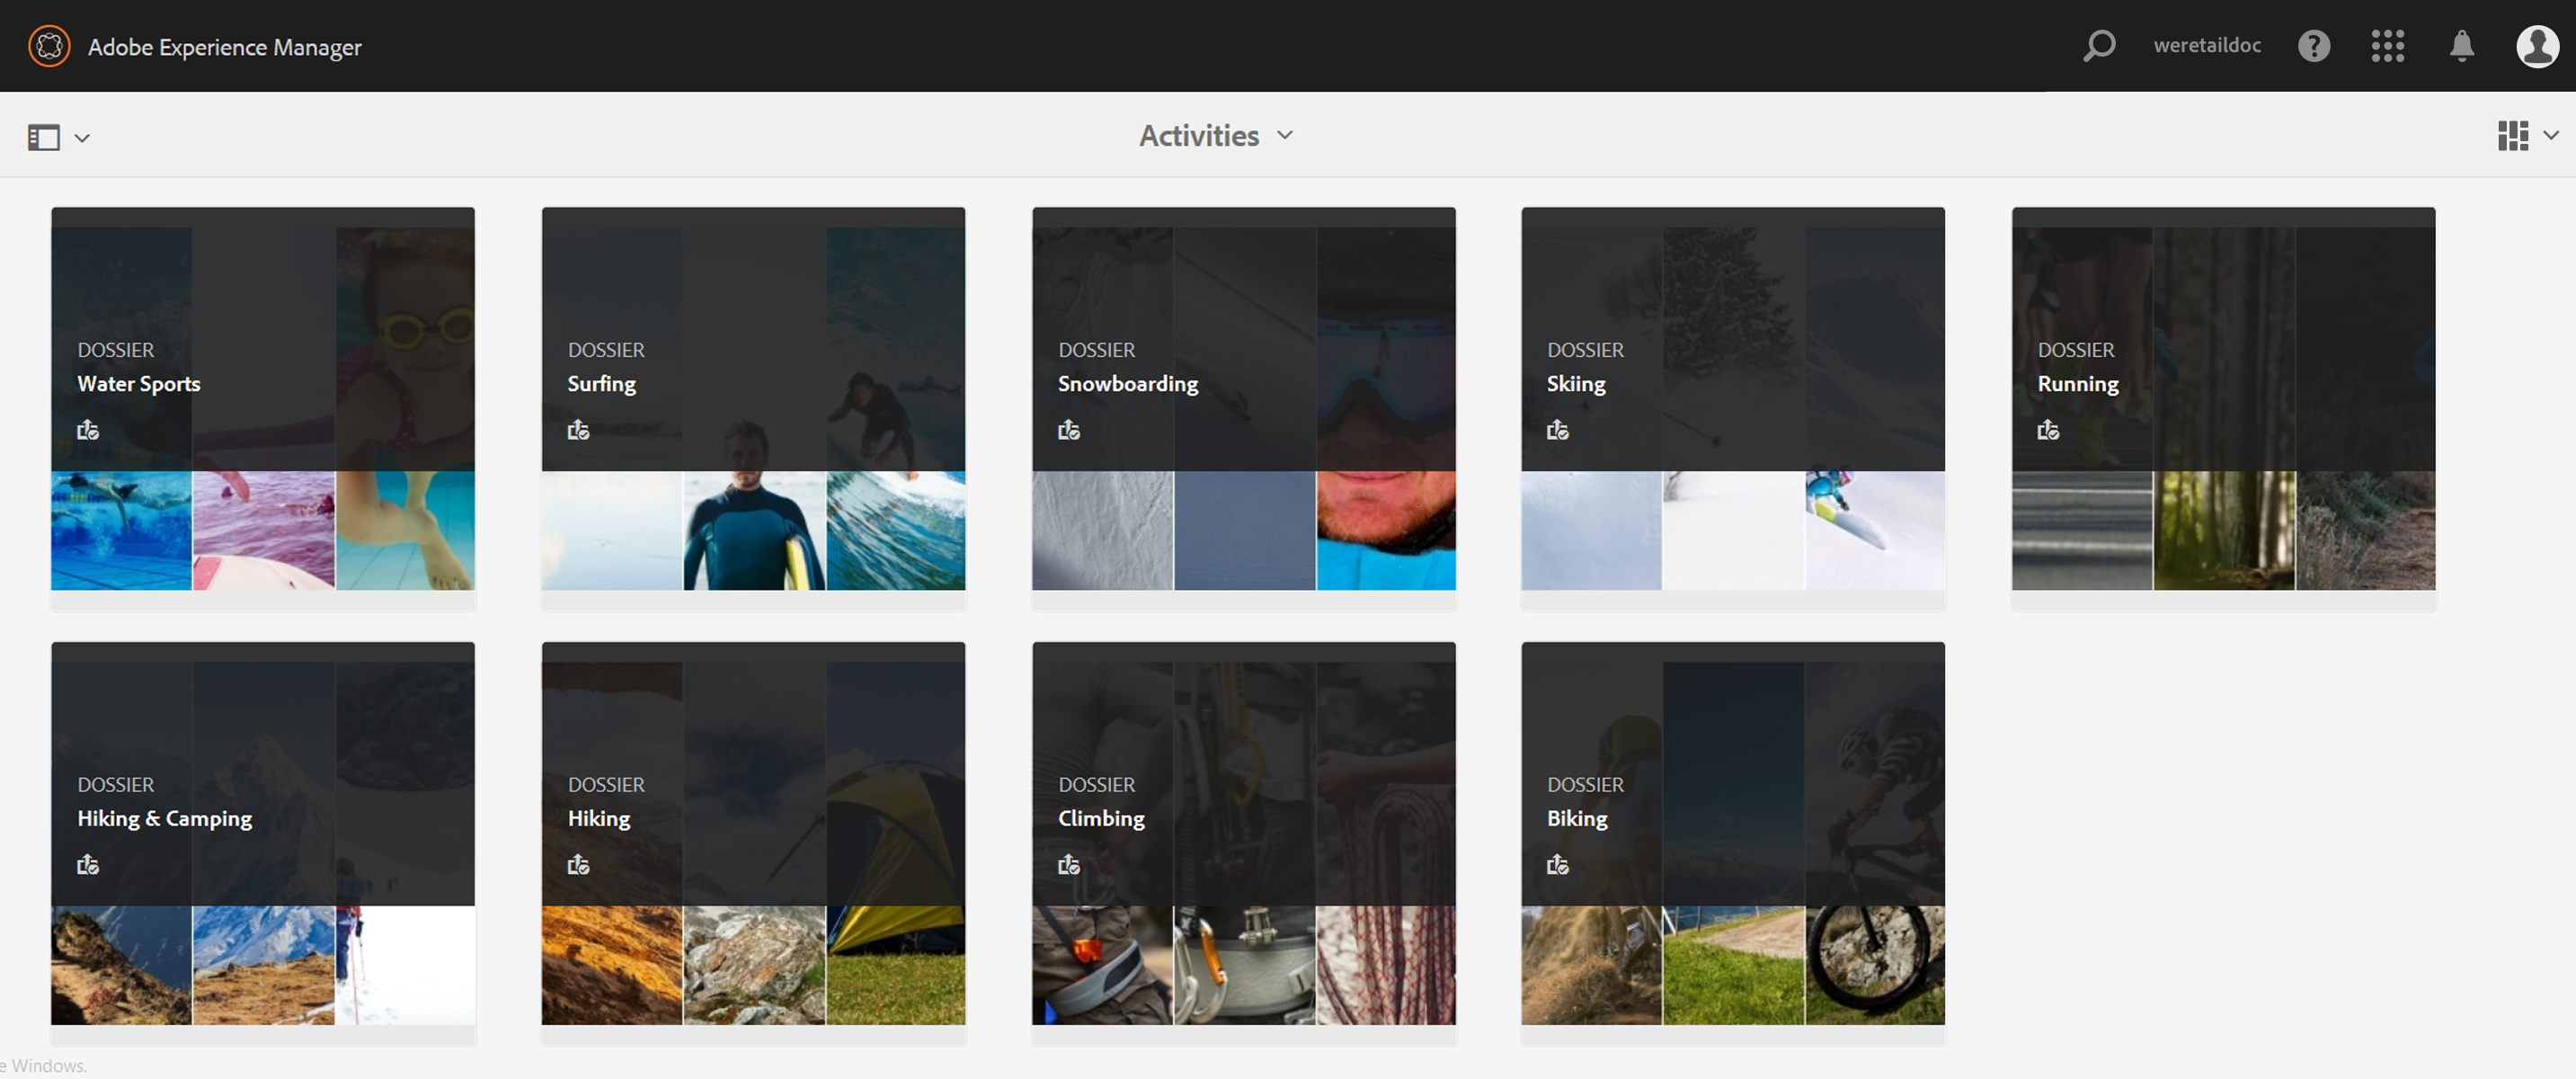 Adobe Experience Manager
weretaildoc
Activities
DOSSIER
Water Sports
DOSSIER
Surfing
DOSSIER
Snowboarding
DOSSIER
Skiing
DOSSIER
Running
DOSSIER
Hiking & Camping
DOSSIER
Hiking
DOSSIER
Climbing
DOSSIER
Biking
e Windows.